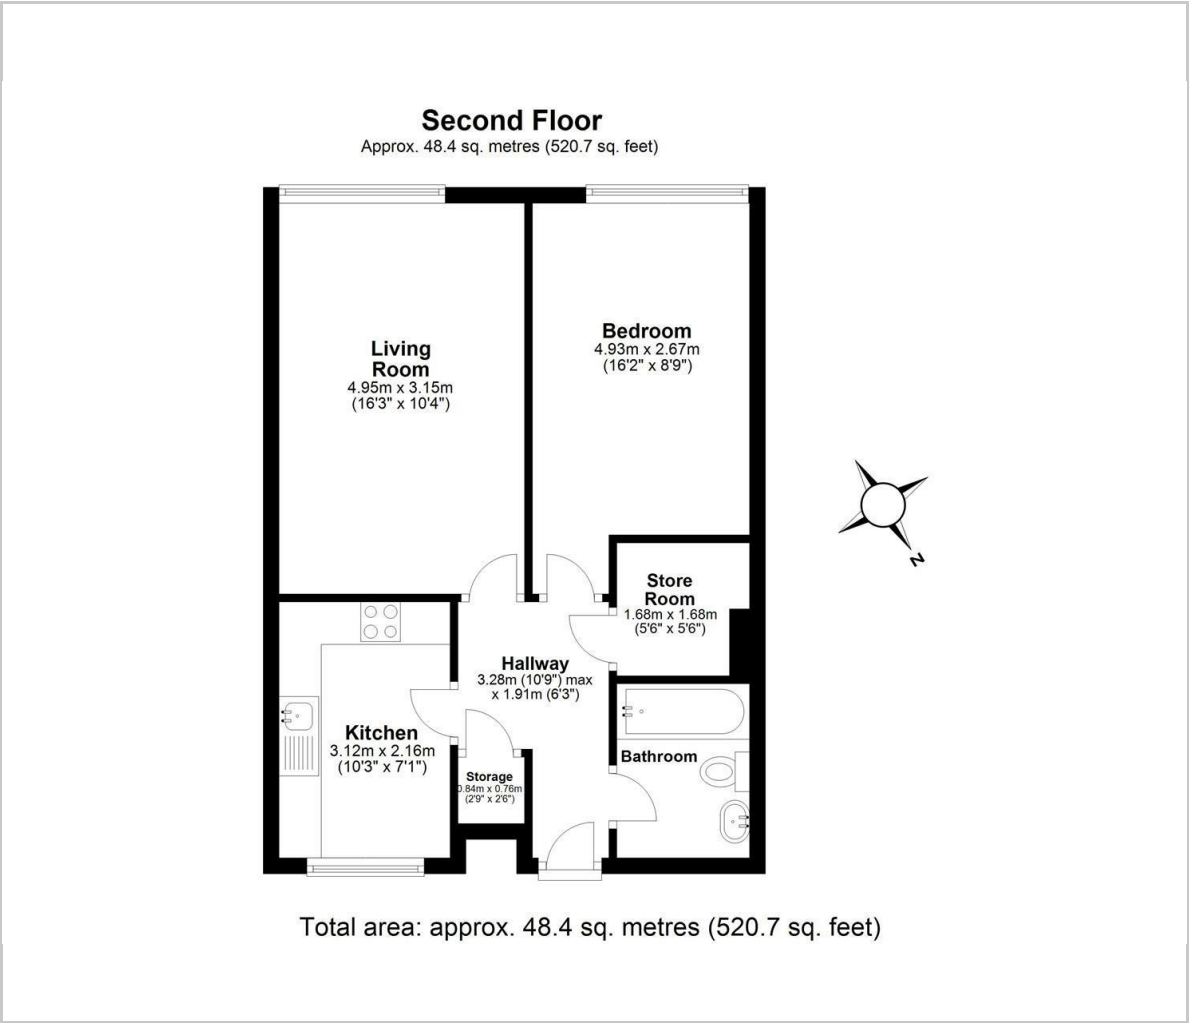 Second Floor
Approx. 48.4 sq. metres (520.7 sq. feet)
Living
Room
4.95m x 3.15m
(16'3" x 10'4")
Bedroom
4.93m x 2.67m
(16'2" x 8'9")
N
Store
Room
1.68m x 1.68m
(5'6" x 5'6")
Hallway
3.28m (10'9") max
x 1.91m (6'3")
Kitchen
3.12m x 2.16m
(10'3" x 7'1")
Storage
0.84m x 0.76m
(2'9" x 2'6")
Bathroom
Total area: approx. 48.4 sq. metres (520.7 sq. feet)